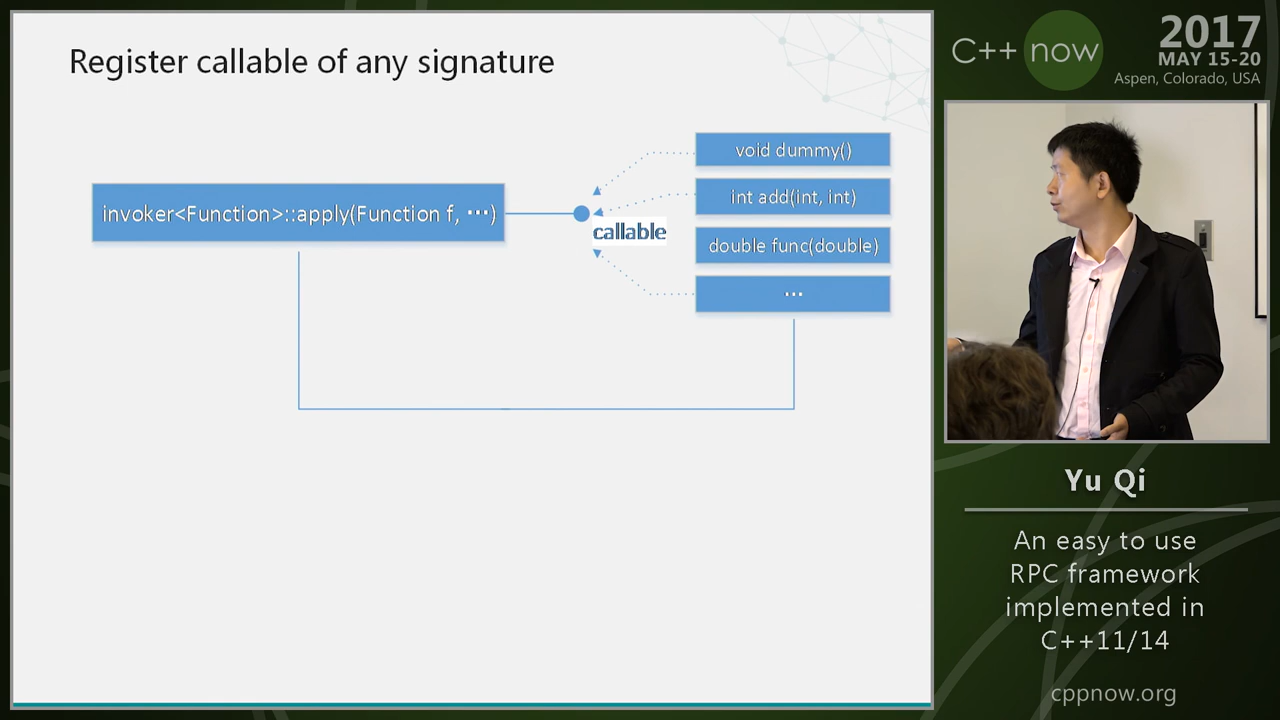 Register callable of any signature
invoker<Function>::apply(Function f, ⋯)
callable
void dummy()
int add(int, int)
double func(double)
⋯
C++ now
2017
MAY 15-20
Aspen, Colorado, USA
Yu Qi
An easy to use
RPC framework
implemented in
C++11/14
cppnow.org